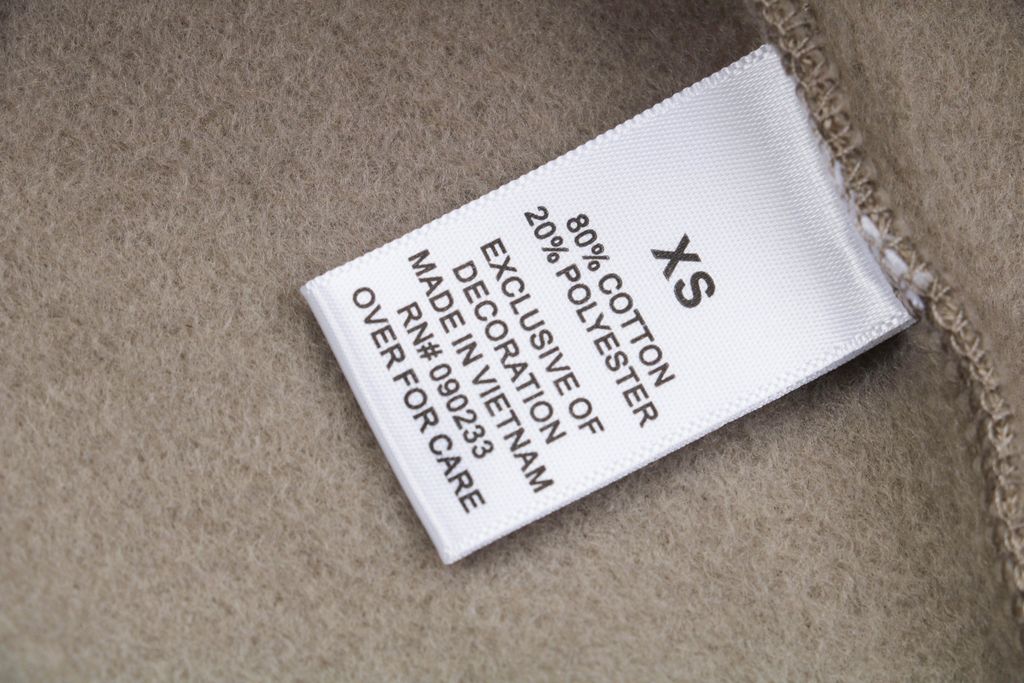 XS
80% COTTON
20% POLYESTER
EXCLUSIVE OF
DECORATION
MADE IN VIETNAM
RN# 090233
OVER FOR CARE